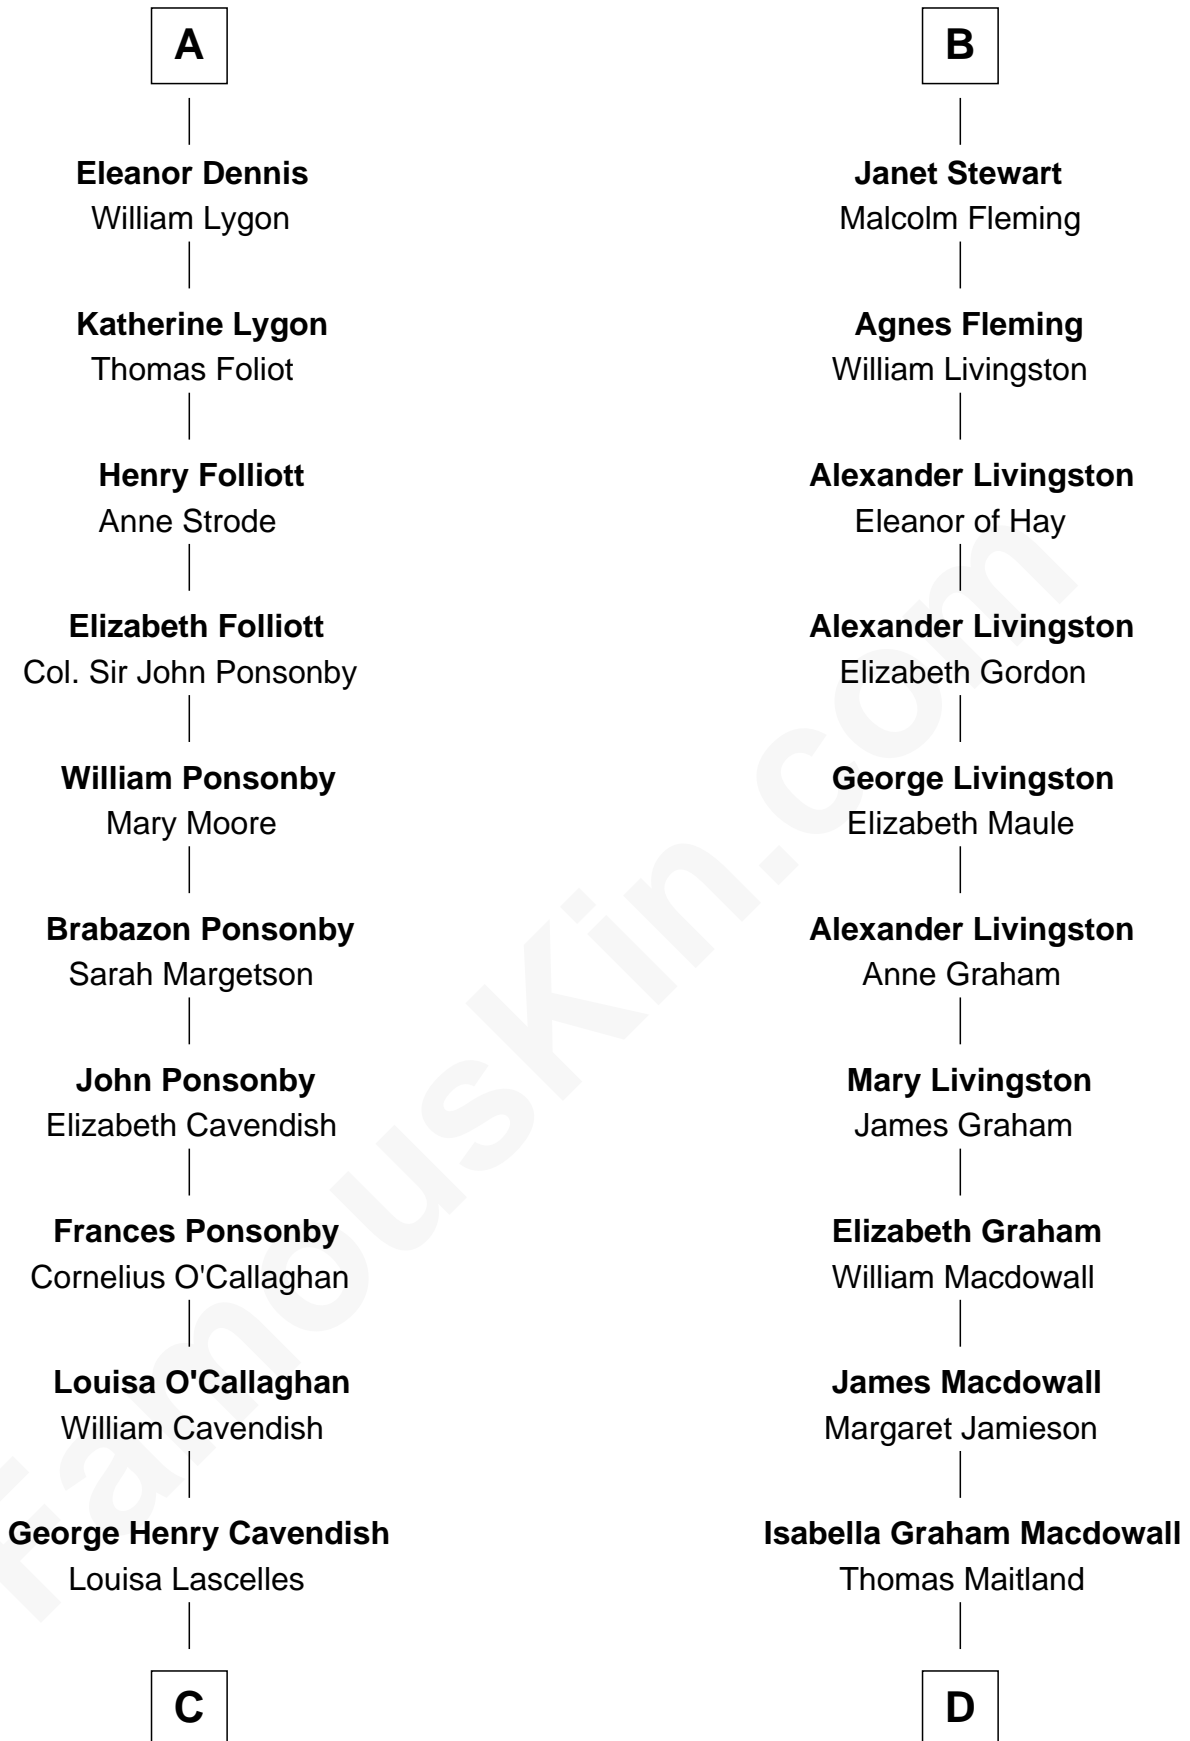 A
Eleanor Dennis
William Lygon
Katherine Lygon
Thomas Foliot
Henry Folliott
Anne Strode
Elizabeth Folliott
Col. Sir John Ponsonby
William Ponsonby
Mary Moore
Brabazon Ponsonby
Sarah Margetson
John Ponsonby
Elizabeth Cavendish
Frances Ponsonby
Cornelius O'Callaghan
Louisa O'Callaghan
William Cavendish
George Henry Cavendish
Louisa Lascelles
C
B
Janet Stewart
Malcolm Fleming
Agnes Fleming
William Livingston
Alexander Livingston
Eleanor of Hay
Alexander Livingston
Elizabeth Gordon
George Livingston
Elizabeth Maule
Alexander Livingston
Anne Graham
Mary Livingston
James Graham
Elizabeth Graham
William Macdowall
James Macdowall
Margaret Jamieson
Isabella Graham Macdowall
Thomas Maitland
D
FamousKin.com